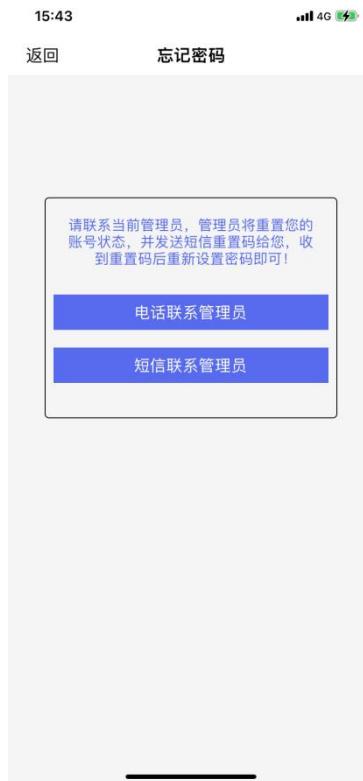 15:43
4G
返回
忘记密码
请联系当前管理员，管理员将重置您的
账号状态，并发送短信重置码给您，收
到重置码后重新设置密码即可！
电话联系管理员
短信联系管理员